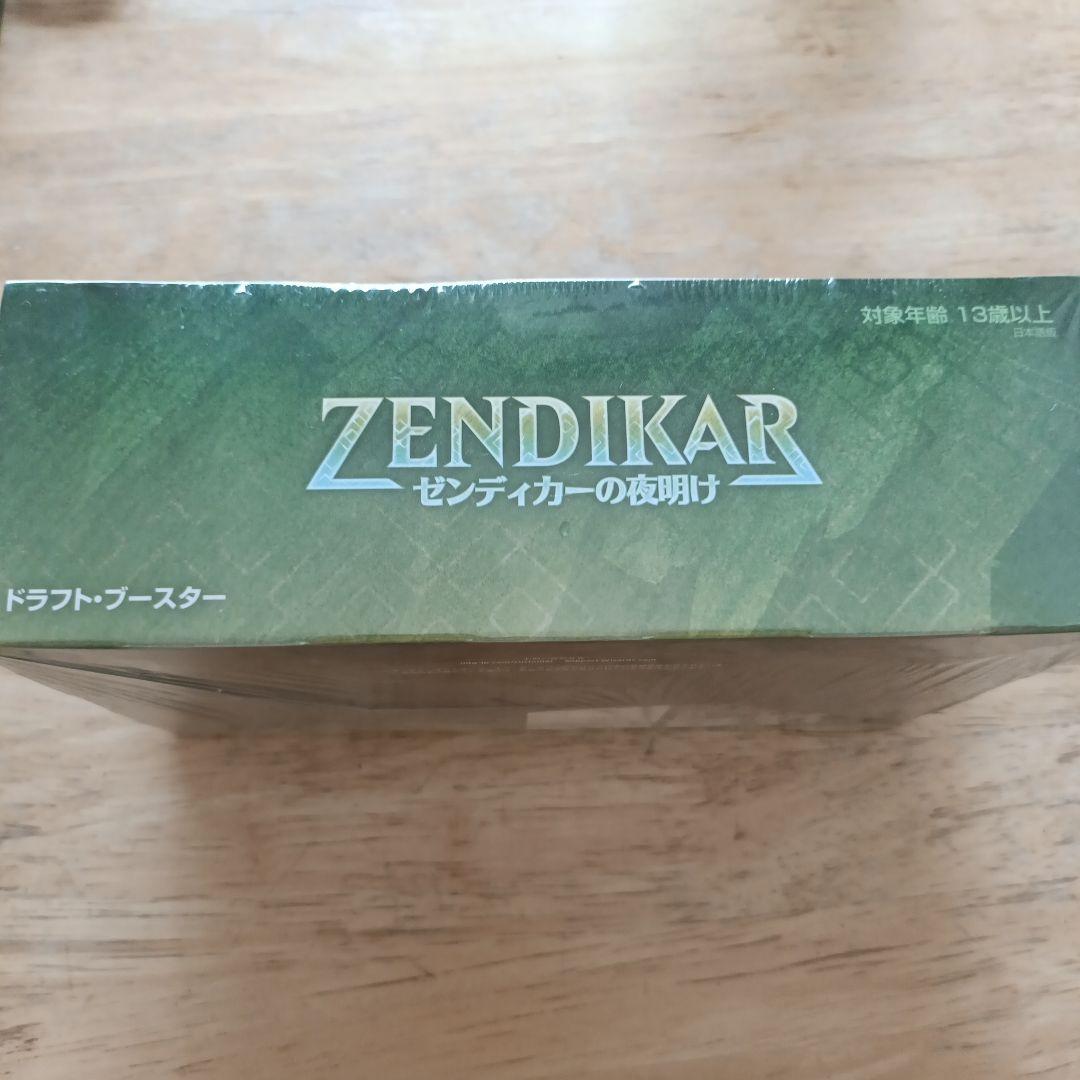 対象年齢 13歳以上
日本語版
ZENDIKAR
ゼンディカーの夜明け
ドラフト・ブースター